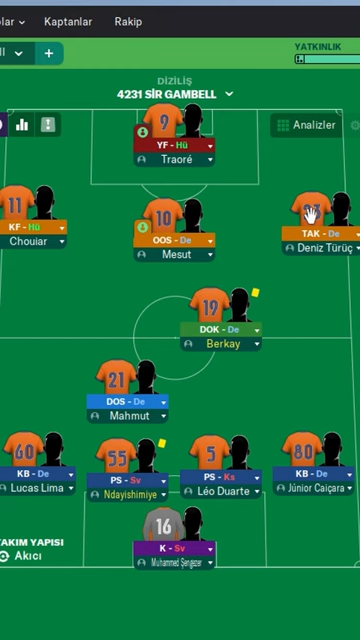 olar Kaptanlar Rakip
ll +
YATKINLIK
DİZİLİŞ
4231 SİR GAMBELL
Analizler
9
YF - Hü
Traoré
11
KF - Hü
Chouiar
10
OOS - De
Mesut
TAK - De
Deniz Türüç
19
DOK - De
Berkay
21
DOS - De
Mahmut
60
KB - De
Lucas Lima
55
PS - Sv
Ndayishimiye
5
PS - Ks
Léo Duarte
80
KB - De
Júnior Caiçara
16
K - Sv
Muhammed Şengezer
TAKIM YAPISI
Akıcı